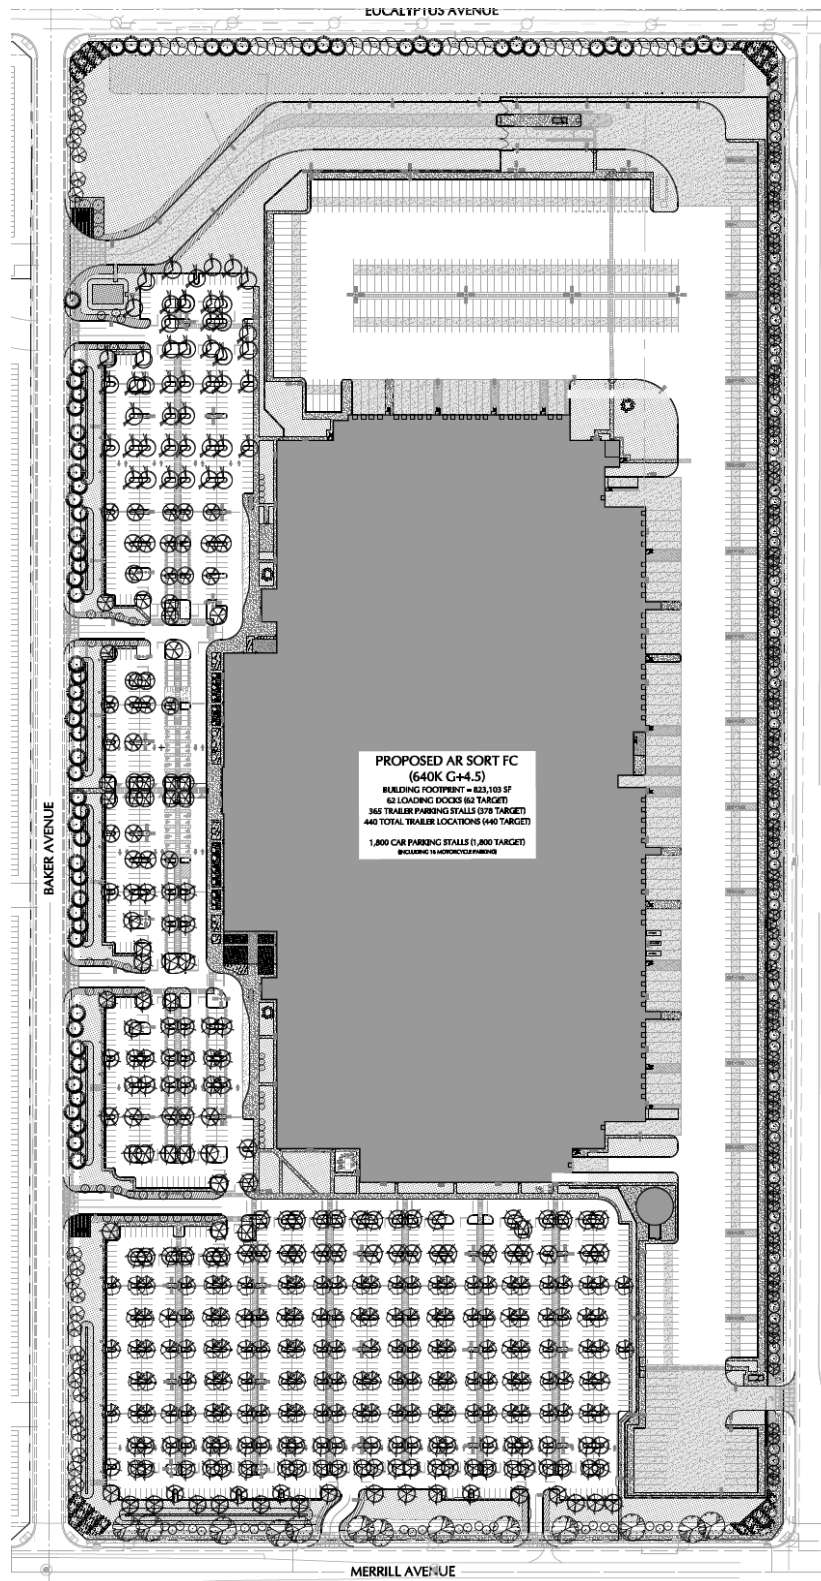 EUCALYPTUS AVENUE
PROPOSED AR SORT FC
(640K G+4.5)
BUILDING FOOTPRINT = 823,103 SF
62 LOADING DOCKS (62 TARGET)
365 TRAILER PARKING STALLS (378 TARGET)
440 TOTAL TRAILER LOCATIONS (440 TARGET)
1,800 CAR PARKING STALLS (1,800 TARGET)
(INCLUDING 16 MOTORCYCLE PARKING)
BAKER AVENUE
MERRILL AVENUE